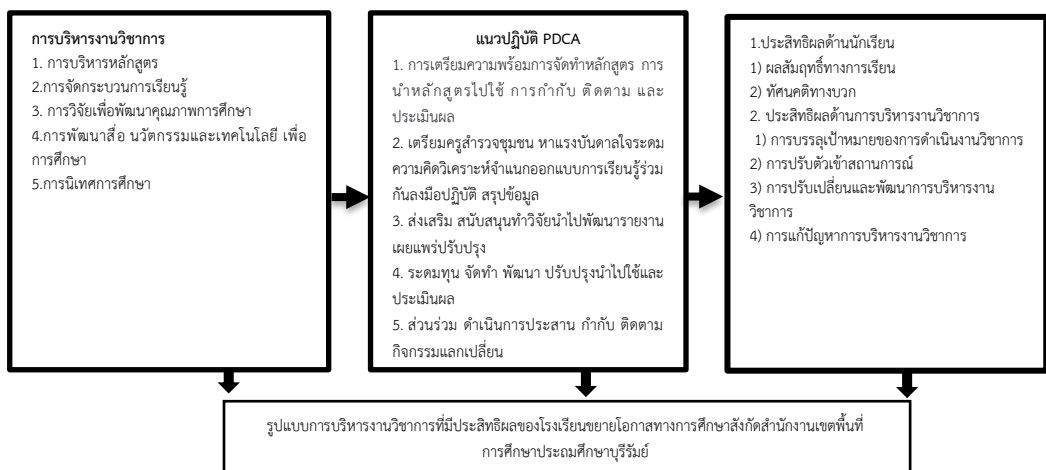 การบริหารงานวิชาการ
1. การบริหารหลักสูตร
2.การจัดกระบวนการเรียนรู้
3. การวิจัยเพื่อพัฒนาคุณภาพการศึกษา
4.การพัฒนาสื่อ นวัตกรรมและเทคโนโลยี เพื่อ
การศึกษา
5.การนิเทศการศึกษา
แนวปฏิบัติ PDCA
1. การเตรียมความพร้อมการจัดทำหลักสูตร การ
นำหลักสูตรไปใช้ การกำกับ ติดตาม และ
ประเมินผล
2. เตรียมครูสำรวจชุมชน หาแรงบันดาลใจระดม
ความคิดวิเคราะห์จำแนกออกแบบการเรียนรู้ร่วม
กันลงมือปฏิบัติ สรุปข้อมูล
3. ส่งเสริม สนับสนุนทำวิจัยนำไปพัฒนารายงาน
เผยแพร่ปรับปรุง
4. ระดมทุน จัดทำ พัฒนา ปรับปรุงนำไปใช้และ
ประเมินผล
5. ส่วนร่วม ดำเนินการประสาน กำกับ ติดตาม
กิจกรรมแลกเปลี่ยน
1.ประสิทธิผลด้านนักเรียน
1) ผลสัมฤทธิ์ทางการเรียน
2) ทัศนคติทางบวก
2. ประสิทธิผลด้านการบริหารงานวิชาการ
1) การบรรลุเป้าหมายของการดำเนินงานวิชาการ
2) การปรับตัวเข้าสถานการณ์
3) การปรับเปลี่ยนและพัฒนาการบริหารงาน
วิชาการ
4) การแก้ปัญหาการบริหารงานวิชาการ
รูปแบบการบริหารงานวิชาการที่มีประสิทธิผลของโรงเรียนขยายโอกาสทางการศึกษาสังกัดสำนักงานเขตพื้นที่
การศึกษาประถมศึกษาบุรีรัมย์